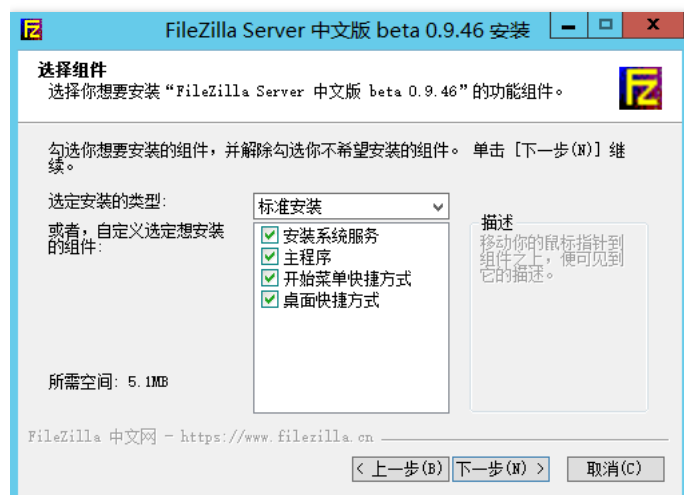 FileZilla Server 中文版 beta 0.9.46 安装
选择组件
选择你想要安装“FileZilla Server 中文版 beta 0.9.46”的功能组件。
勾选你想要安装的组件，并解除勾选你不希望安装的组件。 单击 [下一步(N)] 继
续。
选定安装的类型:
标准安装
或者，自定义选定想安装
的组件:
安装系统服务
主程序
开始菜单快捷方式
桌面快捷方式
描述
移动你的鼠标指针到
组件之上，便可见到
它的描述。
所需空间: 5.1MB
FileZilla 中文网 - https://www.filezilla.cn
< 上一步(B)
下一步(N) >
取消(C)